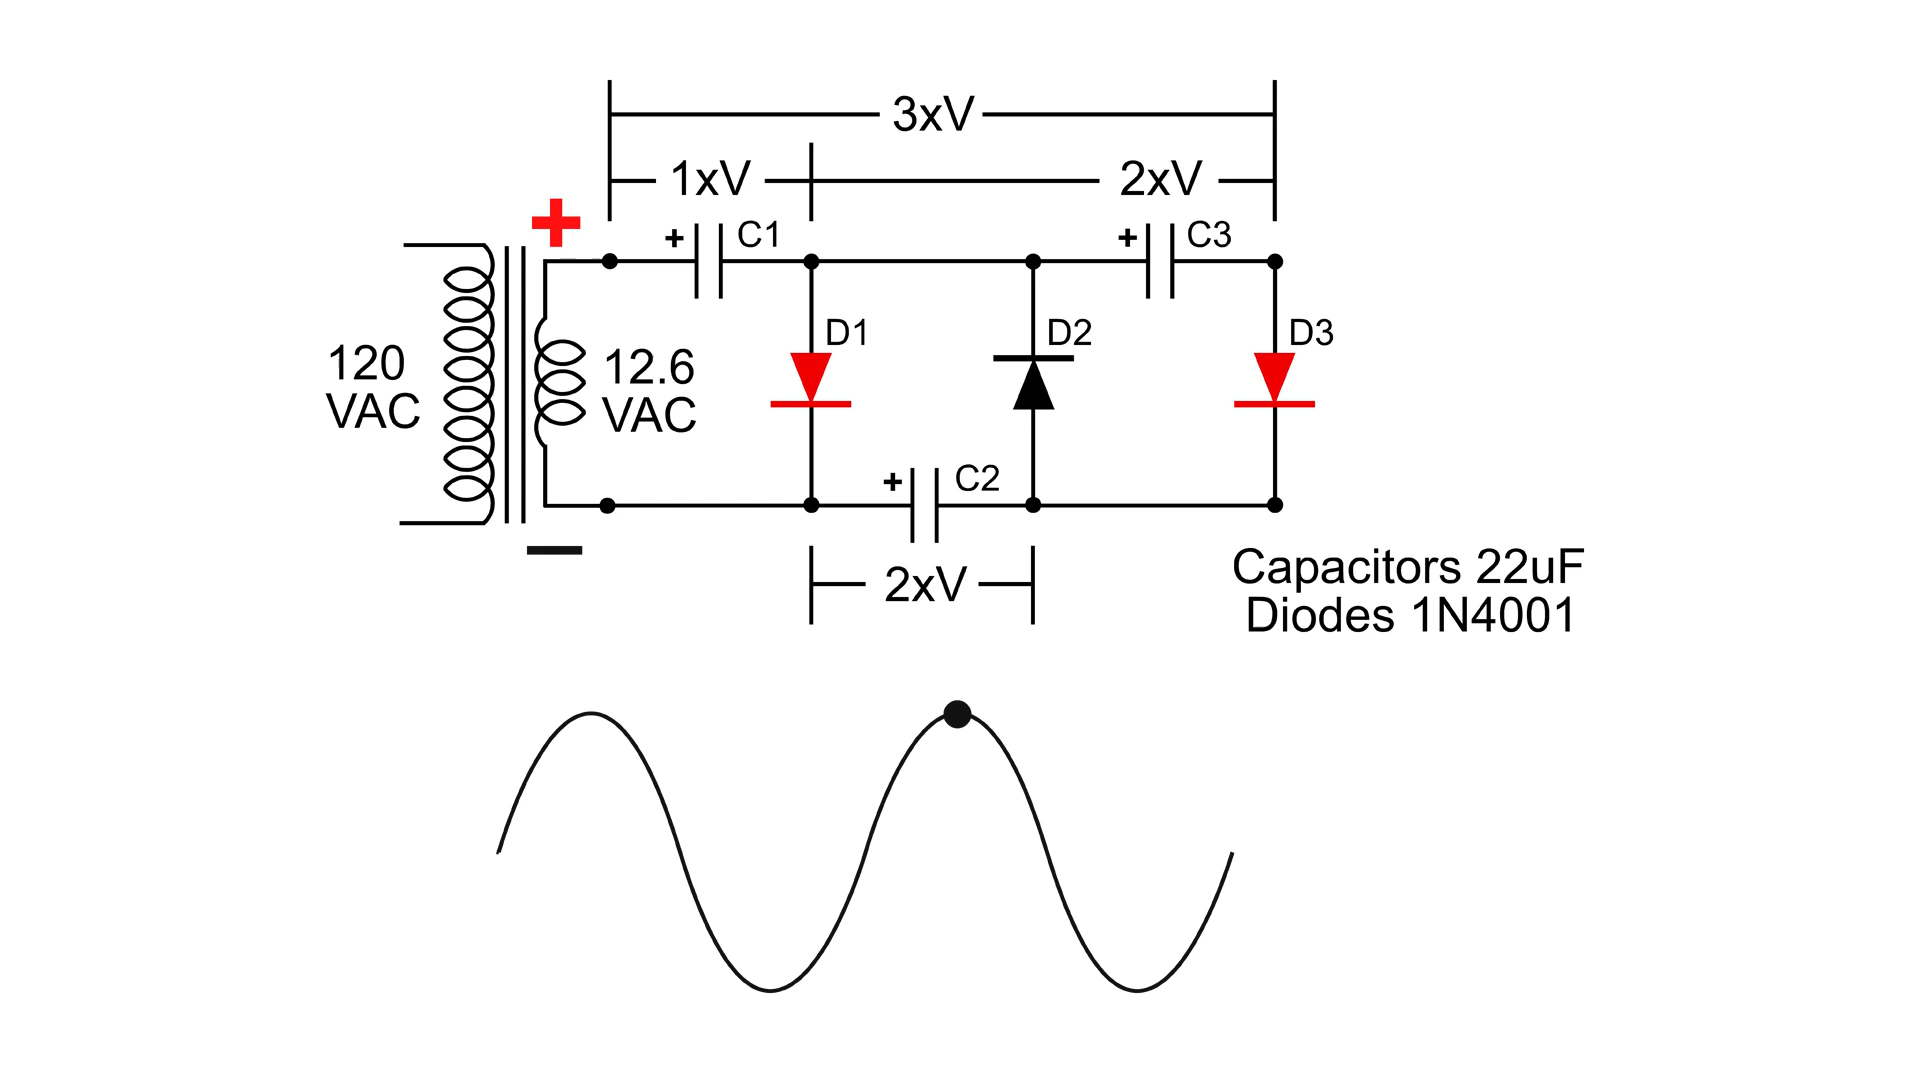 3xV
1xV
2xV
+
+ C1
+ C3
120
VAC
12.6
VAC
D1
D2
D3
+ C2
−
2xV
Capacitors 22uF
Diodes 1N4001